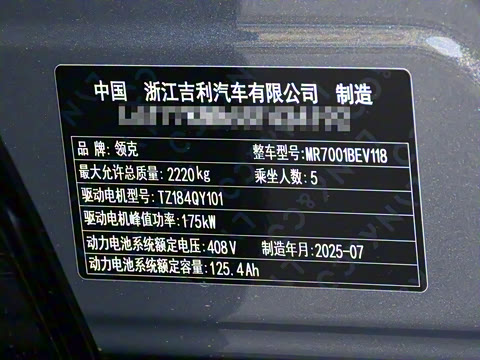 中国 浙江吉利汽车有限公司 制造
品 牌:领克 整车型号:MR7001BEV118
最大允许总质量:2220kg 乘坐人数:5
驱动电机型号:TZ184QY101
驱动电机峰值功率:175kW
动力电池系统额定电压:408V 制造年月:2025-07
动力电池系统额定容量:125.4Ah